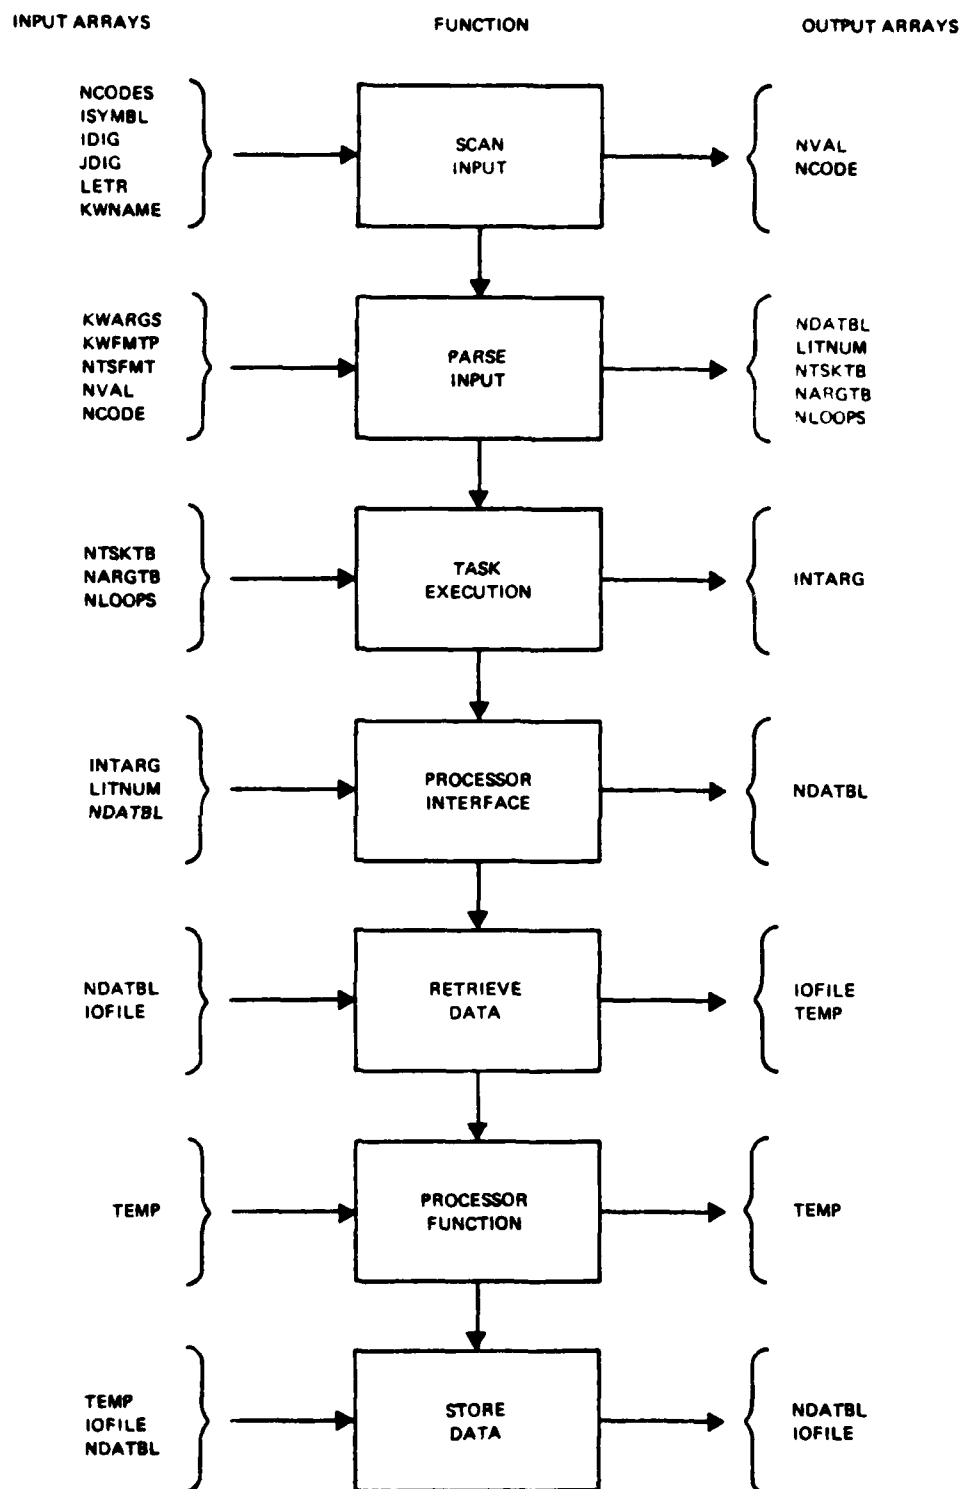 INPUT ARRAYS
FUNCTION
OUTPUT ARRAYS
NCODES
ISYMBL
IDIG
JDIG
LETR
KWNAME
SCAN
INPUT
NVAL
NCODE
KWARGS
KWFMTP
NTSFMT
NVAL
NCODE
PARSE
INPUT
NDATBL
LITNUM
NTSKTB
NARGTB
NLOOPS
NTSKTB
NARGTB
NLOOPS
TASK
EXECUTION
INTARG
INTARG
LITNUM
NDATBL
PROCESSOR
INTERFACE
NDATBL
NDATBL
IOFILE
RETRIEVE
DATA
IOFILE
TEMP
TEMP
PROCESSOR
FUNCTION
TEMP
TEMP
IOFILE
NDATBL
STORE
DATA
NDATBL
IOFILE